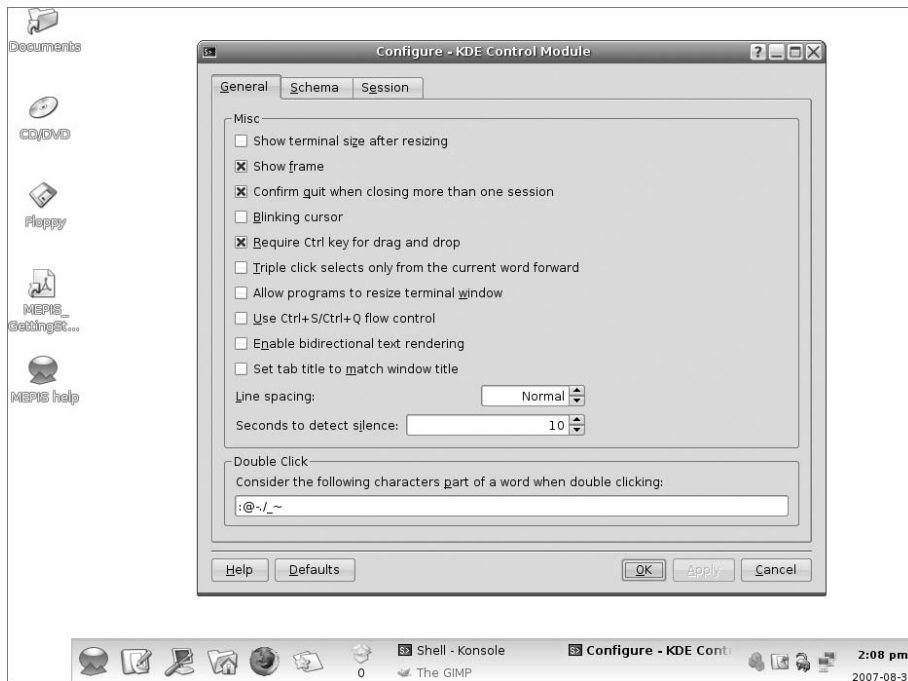 Documents
CD/DVD
Floppy
MEPIS_
GettingSt...
MEPIS help
Configure - KDE Control Module
General
Schema
Session
Misc
Show terminal size after resizing
Show frame
Confirm quit when closing more than one session
Blinking cursor
Require Ctrl key for drag and drop
Triple click selects only from the current word forward
Allow programs to resize terminal window
Use Ctrl+S/Ctrl+Q flow control
Enable bidirectional text rendering
Set tab title to match window title
Line spacing: Normal
Seconds to detect silence: 10
Double Click
Consider the following characters part of a word when double clicking:
:@-./_~
Help
Defaults
OK
Apply
Cancel
0
Shell - Konsole
The GIMP
Configure - KDE Cont
2:08 pm
2007-08-3